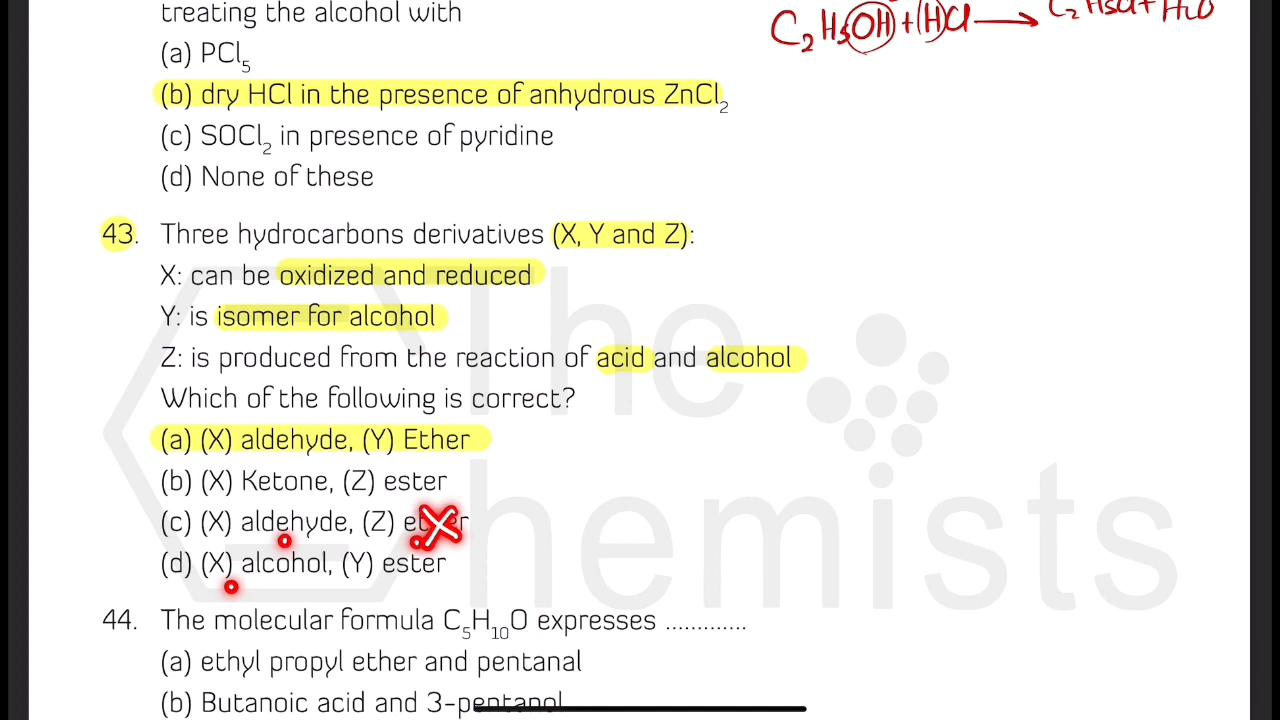 treating the alcohol with
C₂H₅OH + HCl → C₂H₅Cl + H₂O
(a) PCl₅
(b) dry HCl in the presence of anhydrous ZnCl₂
(c) SOCl₂ in presence of pyridine
(d) None of these
43. Three hydrocarbons derivatives (X, Y and Z):
X: can be oxidized and reduced
Y: is isomer for alcohol
Z: is produced from the reaction of acid and alcohol
Which of the following is correct?
(a) (X) aldehyde, (Y) Ether
(b) (X) Ketone, (Z) ester
(c) (X) aldehyde, (Z) ether
(d) (X) alcohol, (Y) ester
44. The molecular formula C₅H₁₀O expresses .............
(a) ethyl propyl ether and pentanal
(b) Butanoic acid and 3-pentanol
The
Chemists